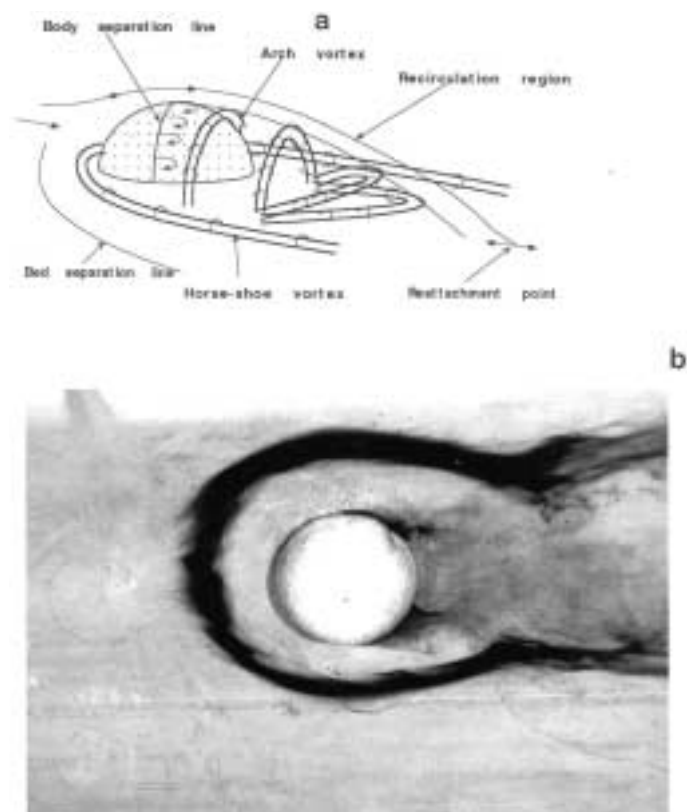 a
Body separation line
Arch vortex
Recirculation region
Bed separation line
Horse-shoe vortex
Reattachment point
b